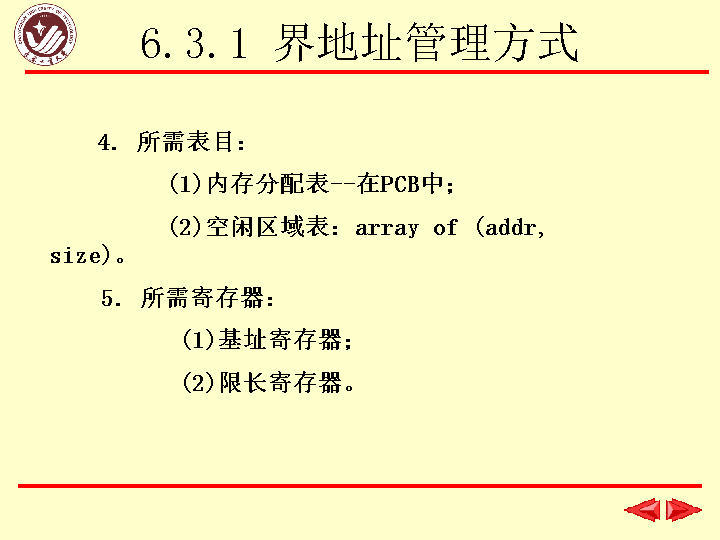 6.3.1 界地址管理方式
4. 所需表目：
(1)内存分配表--在PCB中；
(2)空闲区域表：array of (addr,
size)。
5. 所需寄存器：
(1)基址寄存器；
(2)限长寄存器。